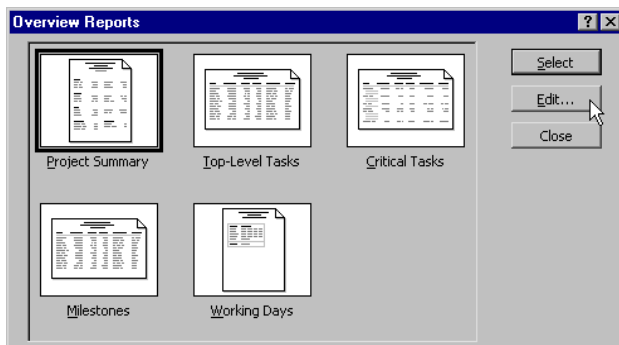 Overview Reports
Select
Edit...
Close
Project Summary
Top-Level Tasks
Critical Tasks
Milestones
Working Days